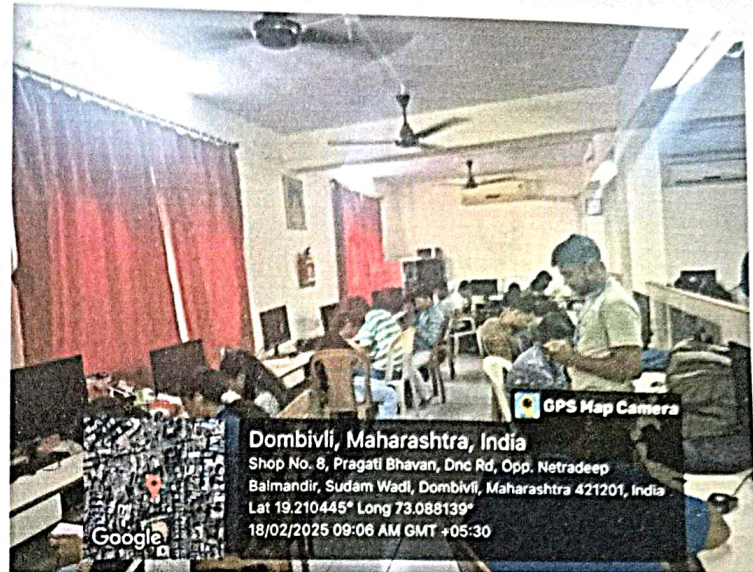 GPS Map Camera
Dombivli, Maharashtra, India
Shop No. 8, Pragati Bhavan, Dnc Rd, Opp. Netradeep
Balmandir, Sudam Wadi, Dombivli, Maharashtra 421201, India
Lat 19.210445° Long 73.088139°
18/02/2025 09:06 AM GMT +05:30
Google